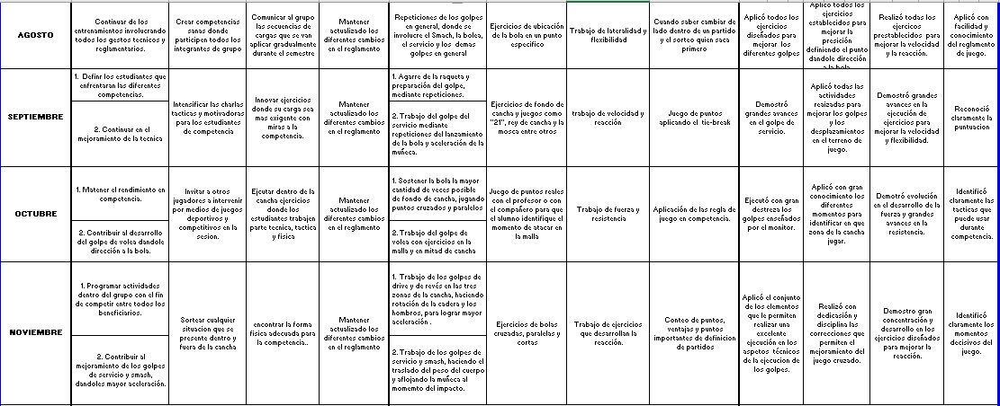 AGOSTO
Continuar de los
entrenamientos involucrando
todos los gestos tecnicos y
reglamentarios.
Crear competencias
sanas donde
participen todos los
integrantes de grupo
Comunicar al grupo
las secuencias de
cargas que se van
aplicar gradualmente
durante el semestre
Mantener
actualizado los
diferentes cambios
en el reglamento
Repeticiones de los golpes
en general, donde se
involucre el Smach, la bolea,
el servicio y los demas
golpes en general
Ejercicios de ubicación
de la bola en un punto
especifico
Trabajo de lateralidad y
flexibilidad
Cuando saber cambiar de
lado dentro de un partido
y el sorteo quien saca
primero
Aplicó todos los
ejercicios
diseñados para
mejorar los
diferentes golpes
Aplico todos los
ejercicios
establecidos para
mejorar la
presición
definiendo el punto
dandole dirección
a la bola
Realizó todas los
ejercicios
prestablecidos para
mejorar la velocidad
y la reacción.
Aplicó con
facilidad y
conocimiento
del reglamento
de juego.
SEPTIEMBRE
1. Definr los estudiantes que
enfrentaran las diferentes
competencias.
2. Continuar en el
mejoramiento de la tecnica
Intensificar las charlas
tacticas y motivadoras
para los estudiantes
de competencia
Innovar ejercicios
donde su carga sea
mas exigente con
miras a la
competencia.
Mantener
actualizado los
diferentes cambios
en el reglamento
1. Agarre de la raqueta y
preparación del golpe,
mediante repeticiones.
2. Trabajo del golpe del
servicio mediante
repeticiones del lanzamiento
de la bola y aceleración de la
muñeca.
Ejercicios de fondo de
cancha y juegos como
"21", rey de cancha y la
mosca entre otros
trabajo de velocidad y
reacción
Juego de puntos
aplicando el tie-break
Demostró
grandes avances
en el golpe de
servicio.
Aplicó todas las
actividades
reaizadas para
mejorar los golpes
y los
desplazamientos
en el terreno de
juego.
Demostró grandes
avances en la
ejecución de
ejercicios para
mejorar la velocidad
y flexibilidad.
Reconoció
claramente la
puntuacion
OCTUBRE
1. Matener el rendimiento en
competencia.
2. Contribuir al desarrollo
del golpe de volea dandole
dirección a la bola.
Invitar a otros
jugadores a intervenir
por medios de juegos
deportivos y
competitivos en la
sesion.
Ejcutar dentro de la
cancha ejercicios
donde los
estudiantes trabajen
parte tecnica, tactica
y fisica
Mantener
actualizado los
diferentes cambios
en el reglamento
1. Sostener la bola la mayor
cantidad de veces posible
de fondo de cancha, jugando
puntos cruzados y paralelos
2. Trabajo del golpe de
volea con ejercicios en la
malla y en mitad de cancha
Juego de puntos reales
con el profesor o con
el compañero para que
el alumno identifique el
momento de atacar en
la malla
Trabajo de fuerza y
resistencia
Aplicación de las regla de
juego en competencia.
Ejecutó con gran
destreza los
golpes enseñados
por el monitor.
Aplicó con gran
conocimiento los
diferentes
momentos para
identificar en que
zona de la cancha
jugar.
Demotró evolución
en el desarrollo de la
fuerza y grandes
avances en la
resistencia.
Identificó
claramente las
tacticas que
puede usar
durante
competencia.
NOVIEMBRE
1. Programar actividades
dentro del grupo con el fin
de competir entre todos los
beneficiarios.
2. Contribuir al
mejoramiento de los golpes
de servicio y smash,
dandoles mayor aceleración.
Sortear cualquier
situacion que se
presente dentro y
fuera de la cancha
encontrar la forma
fisica adecuada para
la competencia..
Mantener
actualizado los
diferentes cambios
en el reglamento
1. Trabajo de los golpes de
drive y de revés en las tres
zonas de la cancha, haciendo
rotación de la cadera y los
hombros, para lograr mayor
aceleración .
2. Trabajo de los golpes de
servicio y smash, haciendo el
traslado del peso del cuerpo
y aflojando la muñeca al
momento del impacto.
Ejercicios de bolas
cruzadas, paralelas y
cortas
Trabajo de ejercicios
que desarrollan la
reacción.
Conteo de puntos,
ventajas y puntos
importantes de definicion
de partidos
Aplicó el conjunto
de los elementos
que le permiten
realizar una
excelente
ejecución en los
aspetos técnicos
de la ejecucion de
los golpes.
Realizó con
dedicación y
disciplina las
correcciones que
permiten el
mejoramiento del
juego cruzado.
Demostro gran
concentración y
desarrollo en los
ejercicios diseñados
para mejorar la
reacción.
Identificó
claramente los
momentos
decisivos del
juego.